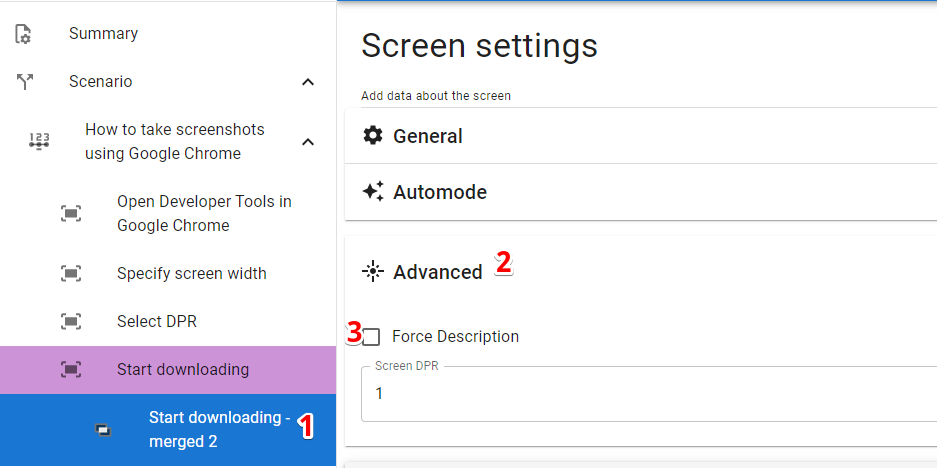 Summary
Scenario
123
How to take screenshots
using Google Chrome
Open Developer Tools in
Google Chrome
Specify screen width
Select DPR
Start downloading
Start downloading -
merged 2
1
Screen settings
Add data about the screen
General
Automode
Advanced
2
3
Force Description
Screen DPR
1